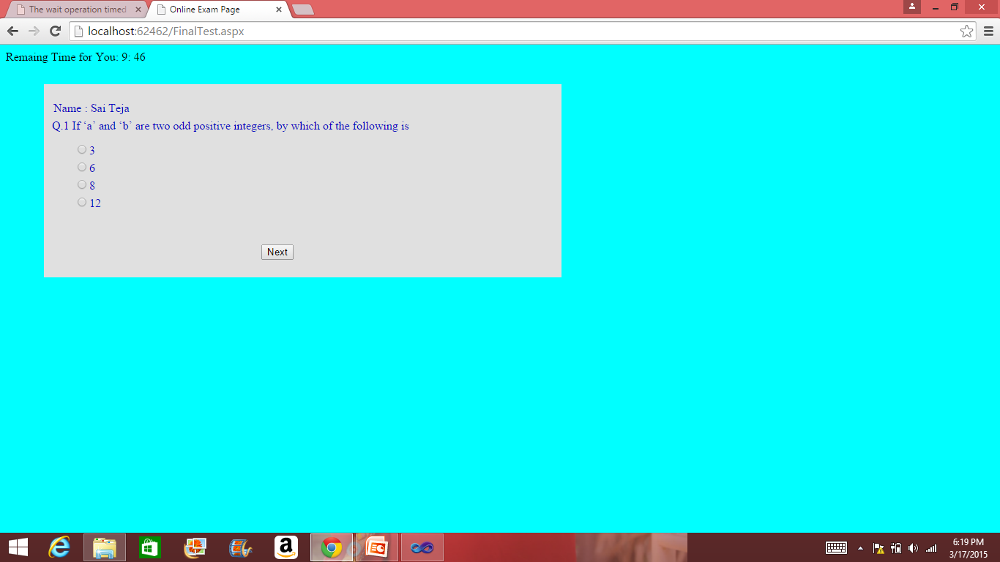 The wait operation timed
Online Exam Page
localhost:62462/FinalTest.aspx
Remaing Time for You: 9: 46
Name : Sai Teja
Q.1 If ‘a’ and ‘b’ are two odd positive integers, by which of the following is
3
6
8
12
Next
6:19 PM
3/17/2015